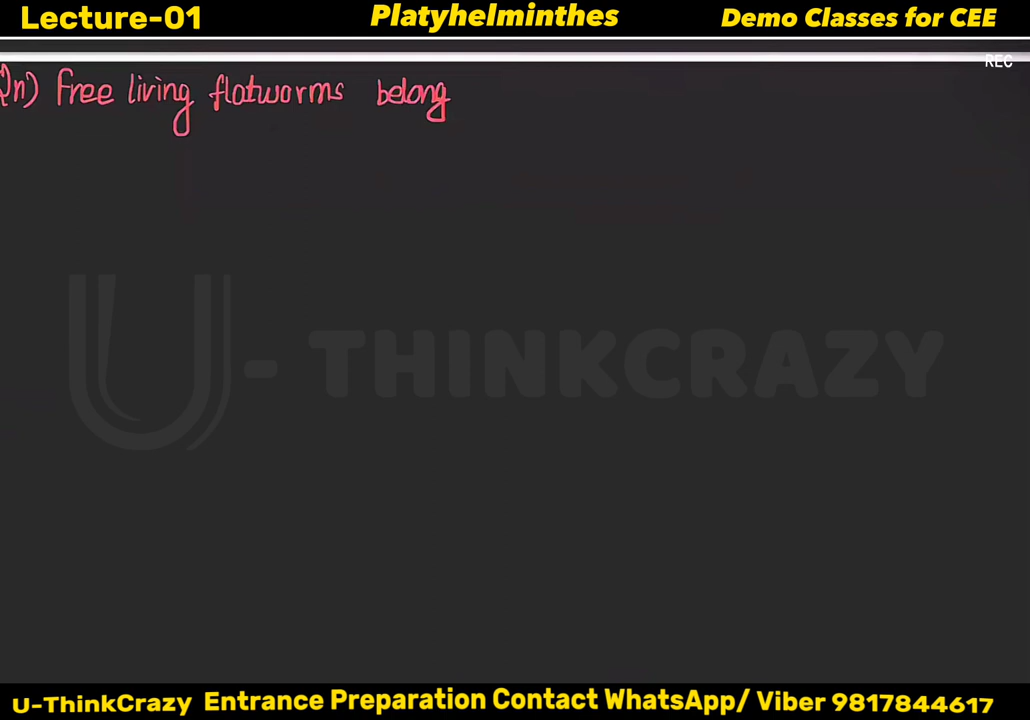 Lecture-01
Platyhelminthes
Demo Classes for CEE
REC
Qn) Free living flatworms belong
U- THINKCRAZY
U-ThinkCrazy Entrance Preparation Contact WhatsApp/ Viber 9817844617